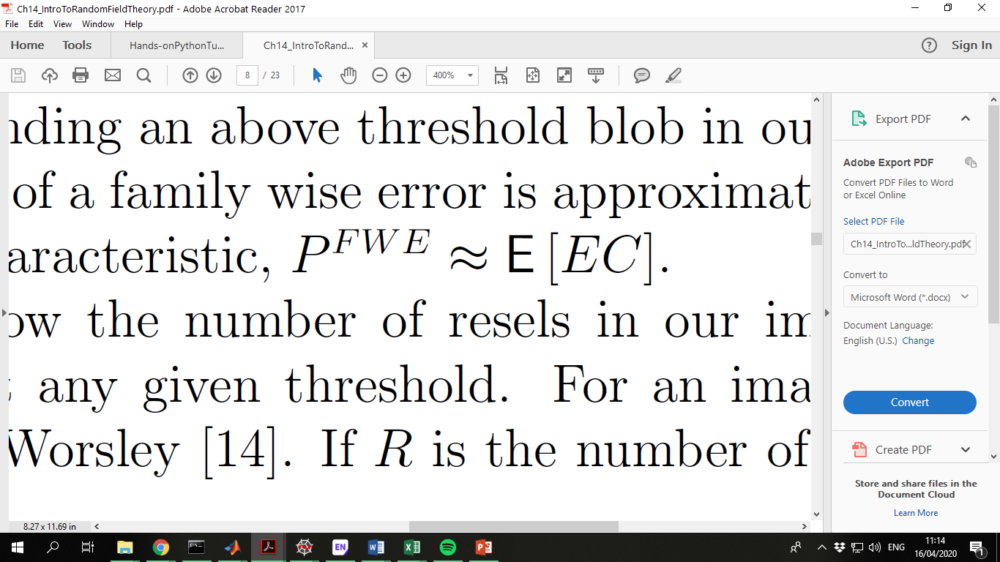 Ch14_IntroToRandomFieldTheory.pdf - Adobe Acrobat Reader 2017
File Edit View Window Help
Home Tools Hands-onPythonTu... Ch14_IntroToRand... × ? Sign In
8 / 23 400%
nding an above threshold blob in ou
of a family wise error is approximat
aracteristic, P^{FWE} ≈ E [EC].
ow the number of resels in our im
any given threshold. For an ima
Worsley [14]. If R is the number of
8.27 x 11.69 in
Export PDF
Adobe Export PDF
Convert PDF Files to Word
or Excel Online
Select PDF File
Ch14_IntroTo...ldTheory.pdf
Convert to
Microsoft Word (*.docx)
Document Language:
English (U.S.) Change
Convert
Create PDF
Store and share files in the
Document Cloud
Learn More
EN ENG 11:14
16/04/2020 1